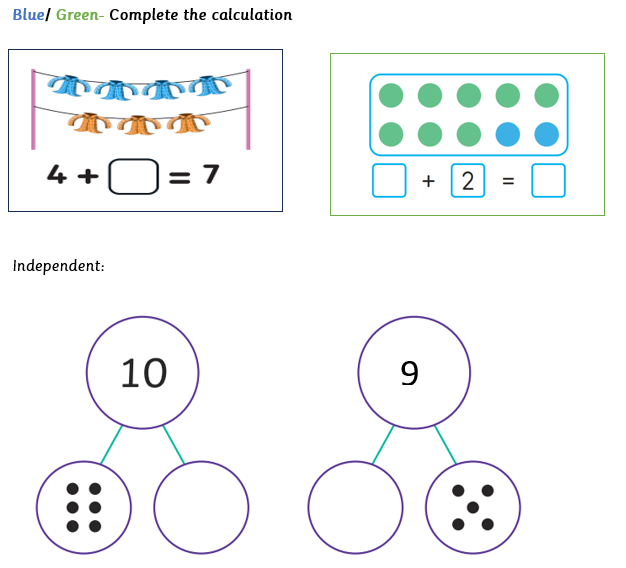 Blue/ Green- Complete the calculation
4 + = 7
+ 2 =
Independent:
10
9